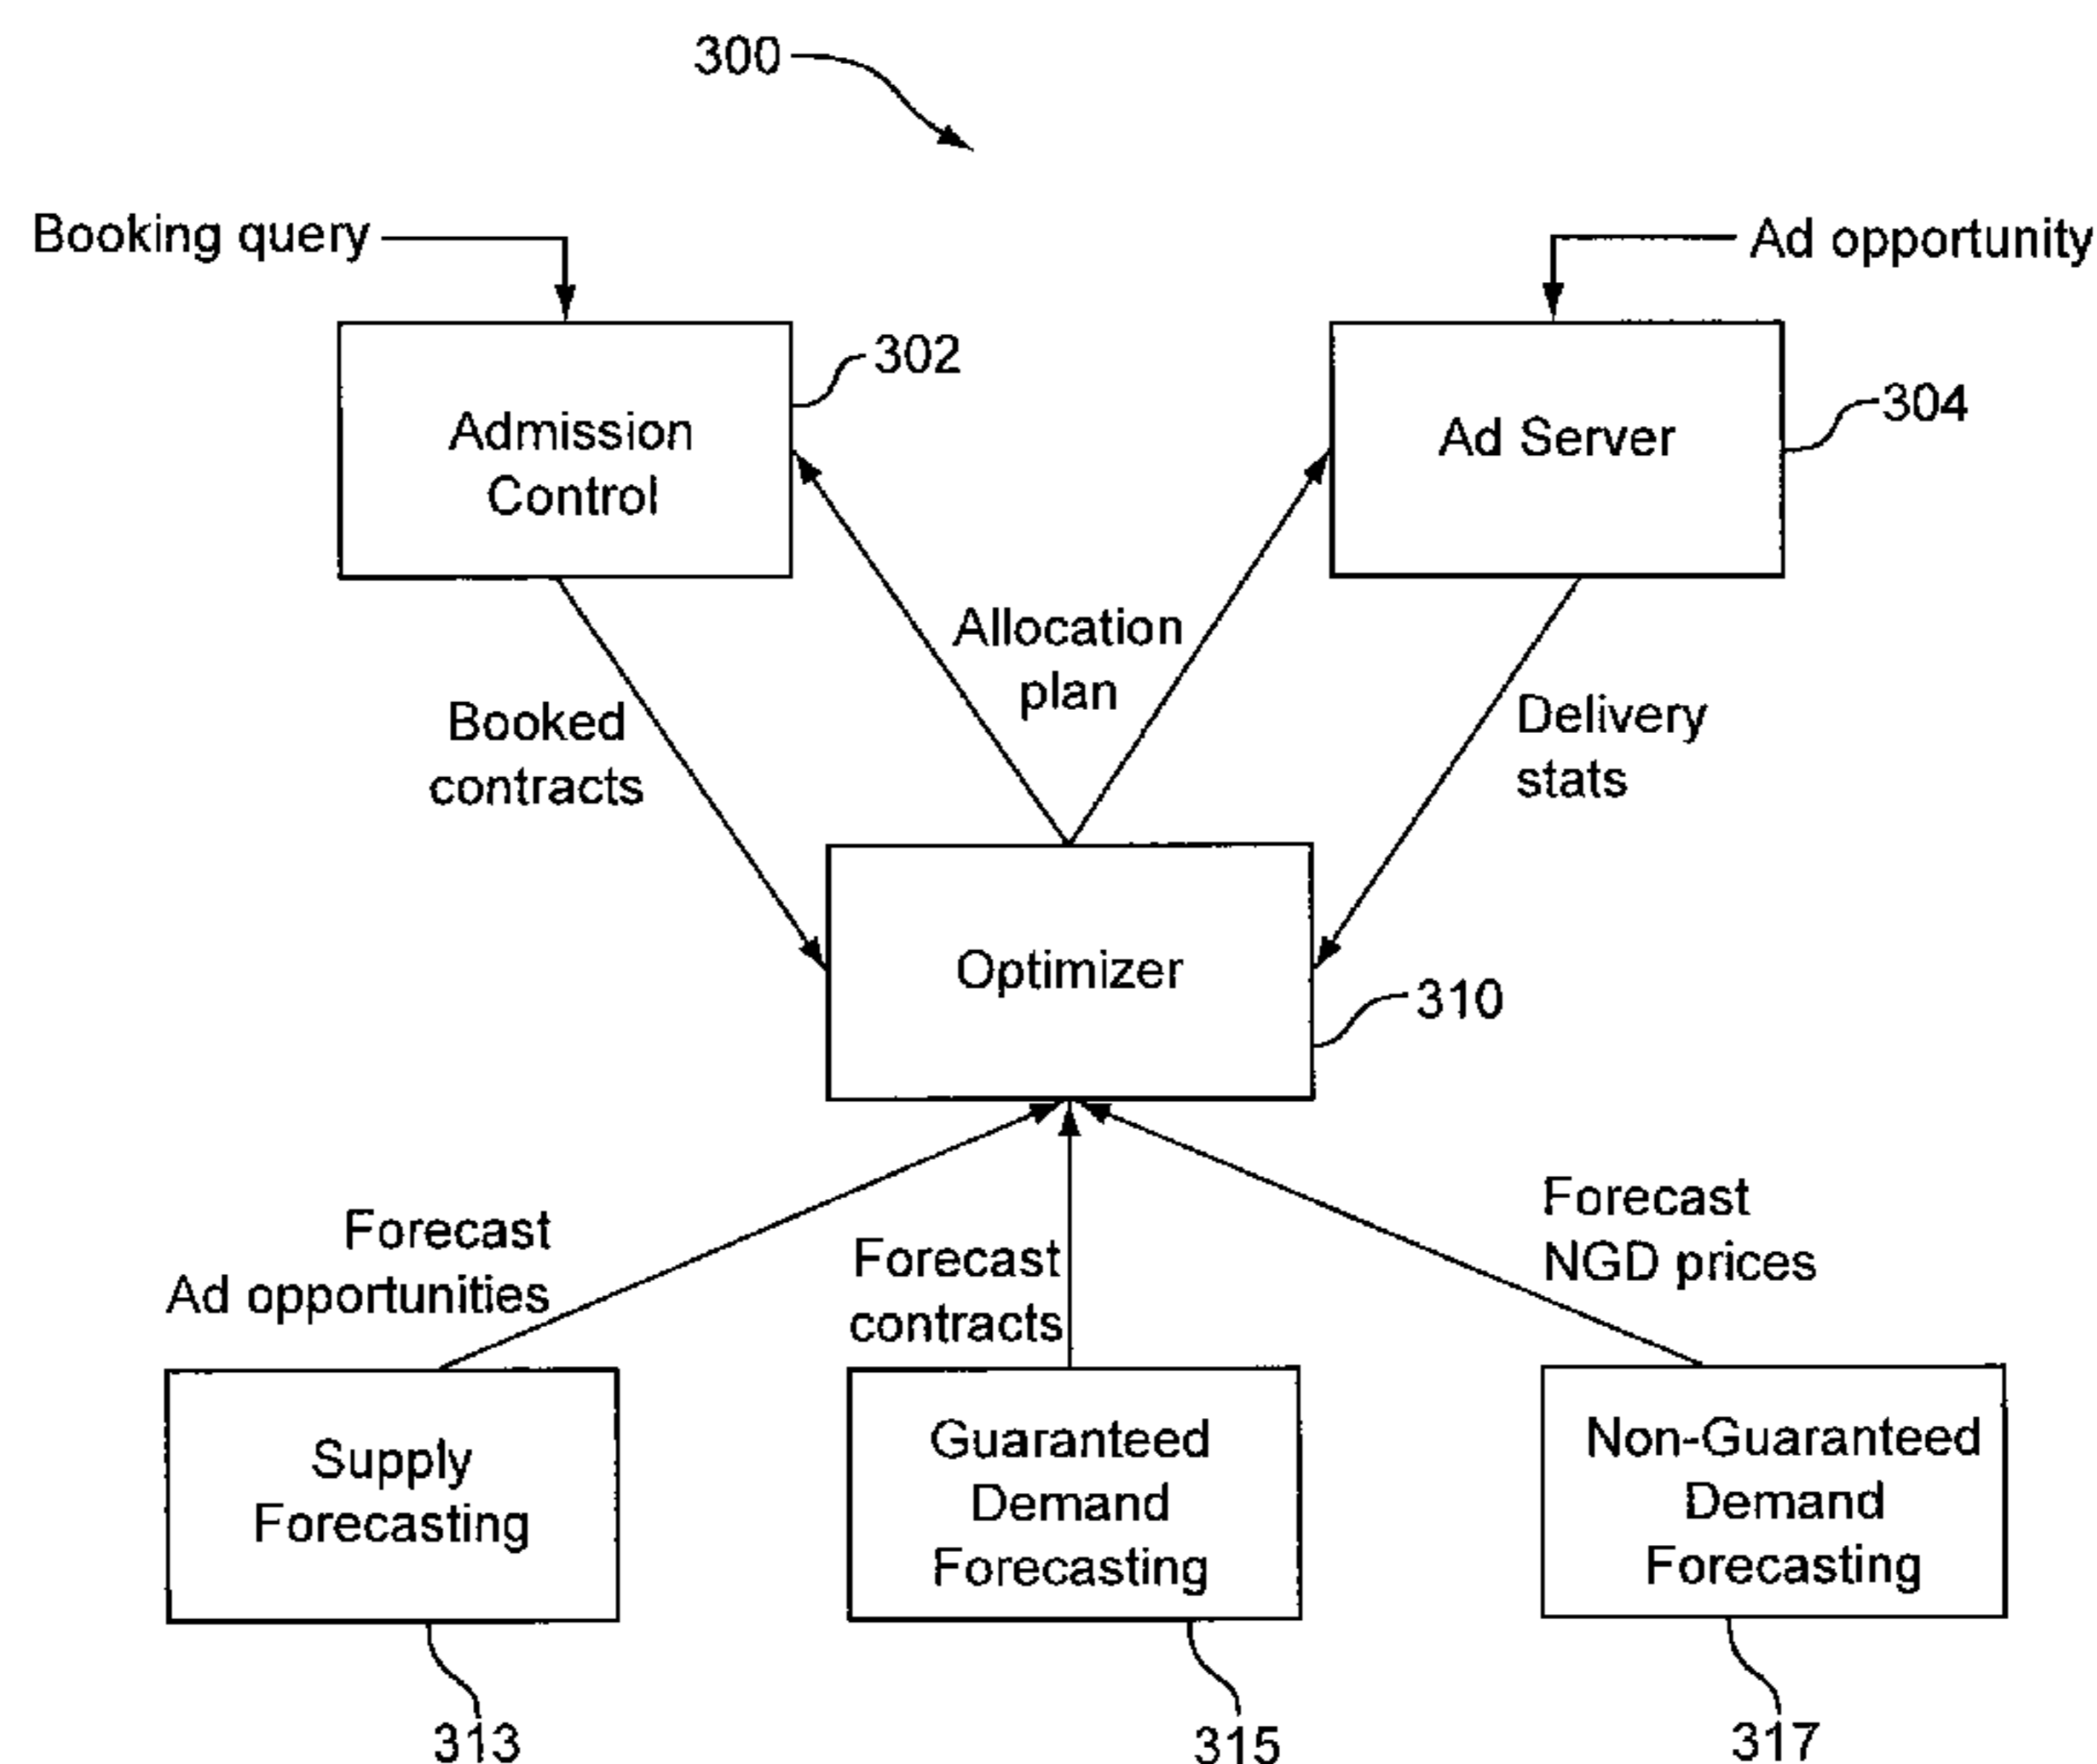 300
Booking query
Ad opportunity
302
Admission
Control
304
Ad Server
Allocation
plan
Booked
contracts
Delivery
stats
Optimizer
310
Forecast
Ad opportunities
Forecast
contracts
Forecast
NGD prices
Supply
Forecasting
Guaranteed
Demand
Forecasting
Non-Guaranteed
Demand
Forecasting
313
315
317